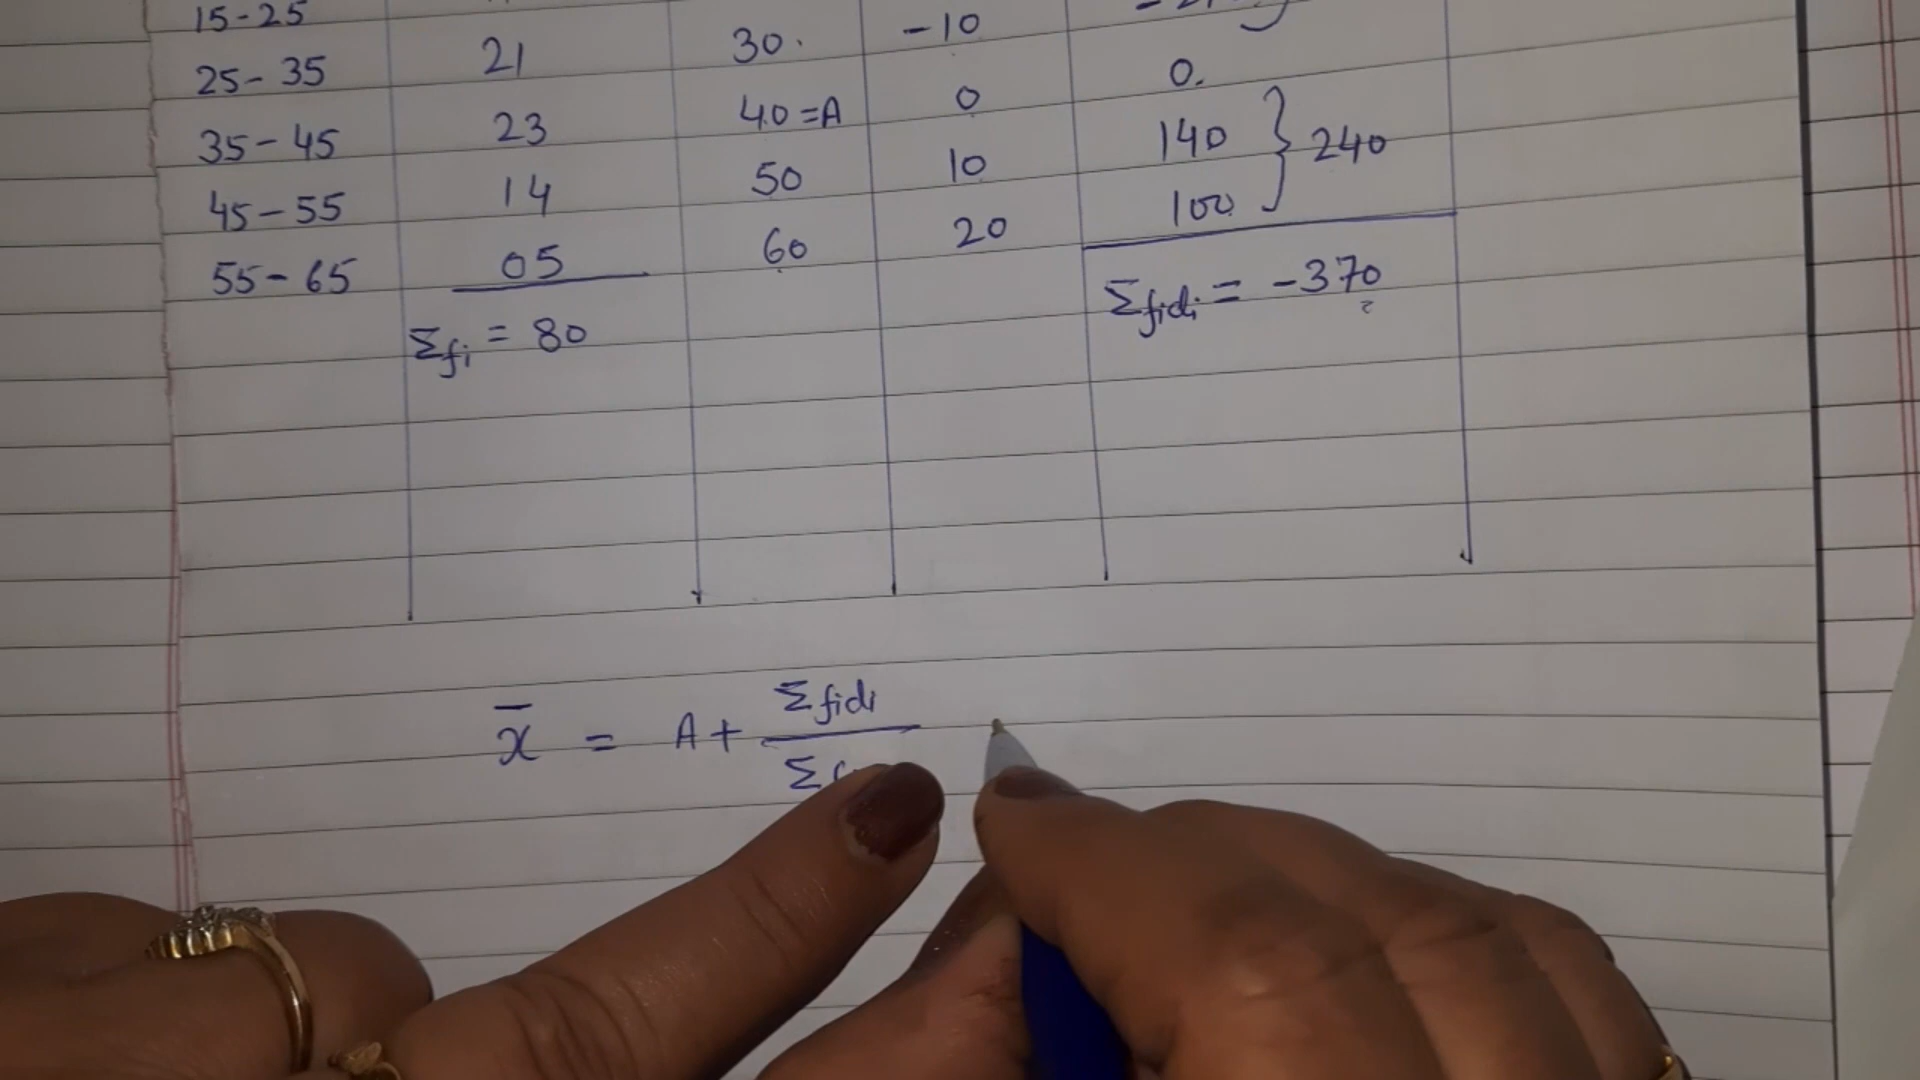 15-25
25-35 21 30. -10
35-45 23 40=A 0 0.
45-55 14 50 10 140 } 240
55-65 05 60 20 100
Σfi = 80 Σfidi = -370
x̄ = A + Σfidi
Σ